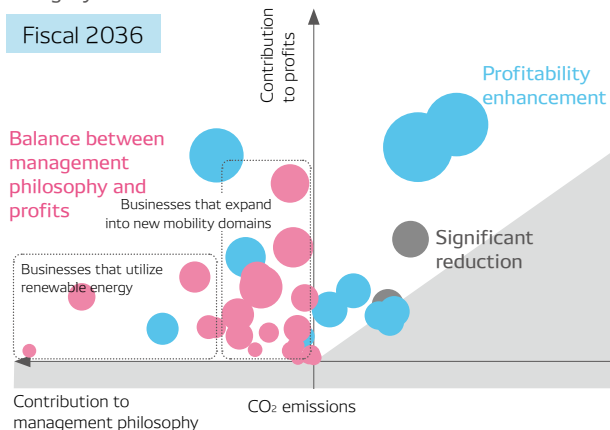 Fiscal 2036
Contribution
to profits
Profitability
enhancement
Balance between
management
philosophy and
profits
Businesses that expand
into new mobility domains
Significant
reduction
Businesses that utilize
renewable energy
Contribution to
management philosophy
CO₂ emissions